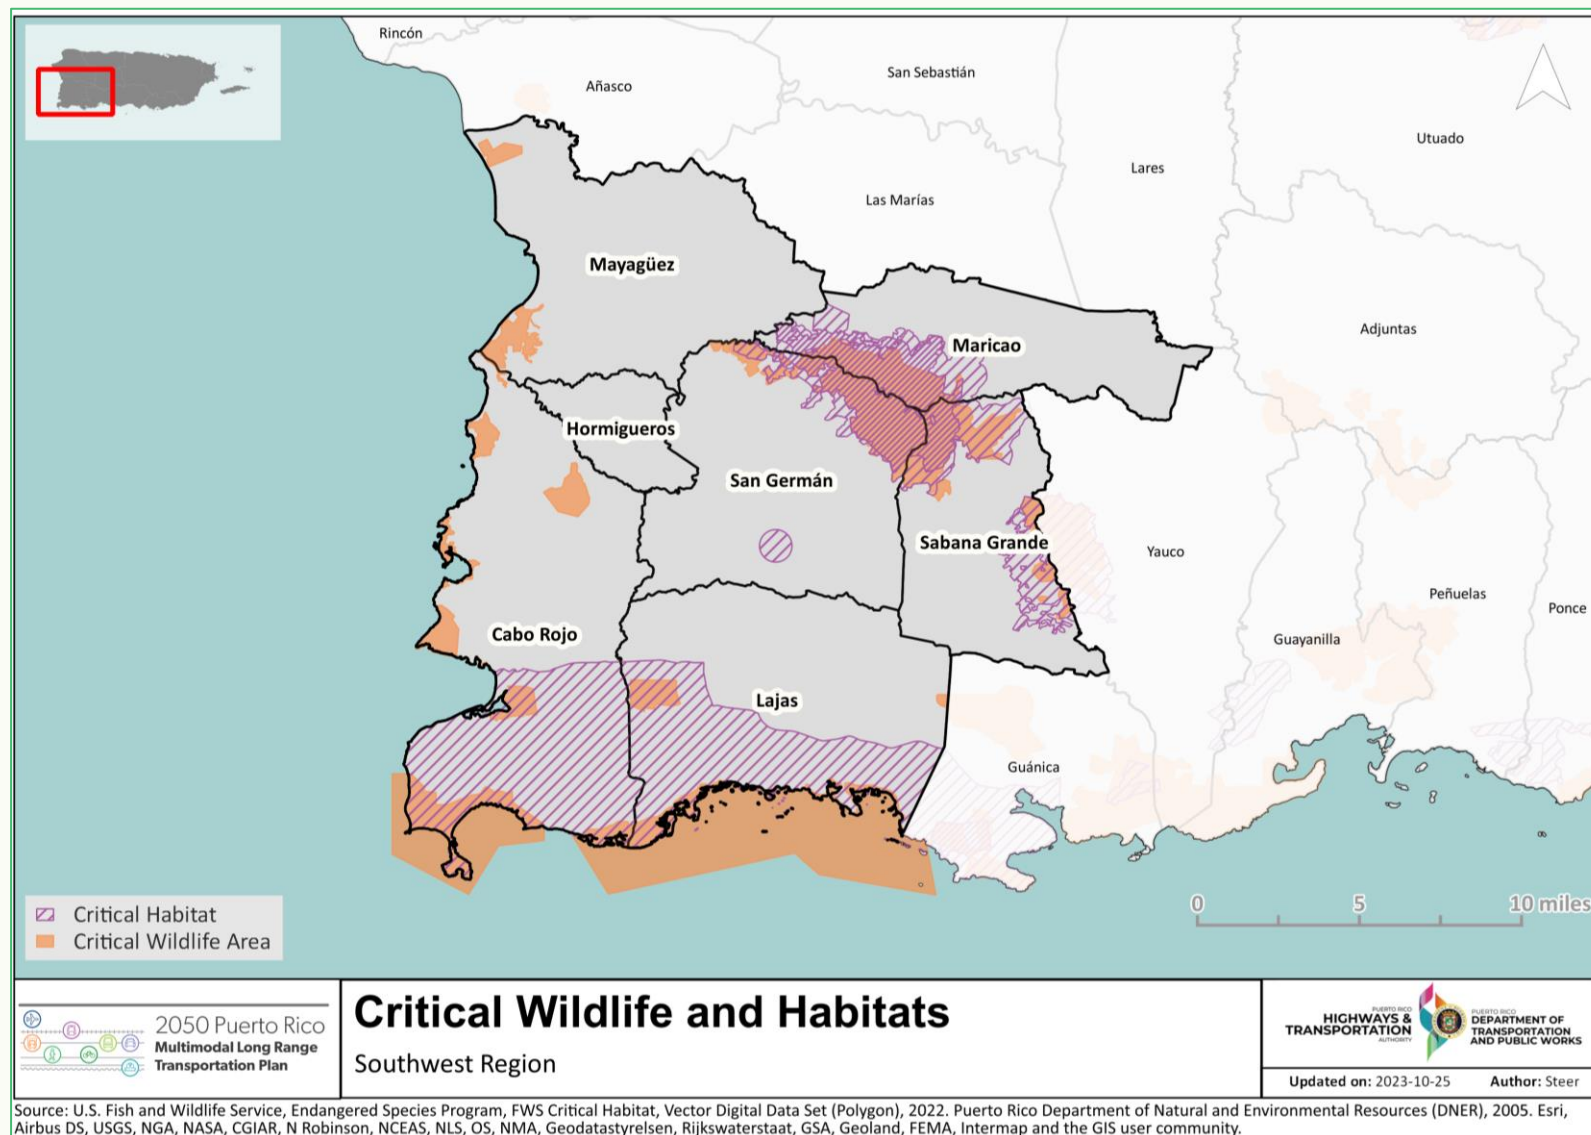 Rincón
Añasco
San Sebastián
Utuado
Lares
Las Marías
Mayagüez
Adjuntas
Maricao
Hormigueros
San Germán
Sabana Grande
Yauco
Peñuelas
Ponce
Guayanilla
Cabo Rojo
Lajas
Guánica
0 5 10 miles
Critical Habitat
Critical Wildlife Area
2050 Puerto Rico
Multimodal Long Range
Transportation Plan
Critical Wildlife and Habitats
Southwest Region
PUERTO RICO
HIGHWAYS &
TRANSPORTATION
AUTHORITY
PUERTO RICO
DEPARTMENT OF
TRANSPORTATION
AND PUBLIC WORKS
Updated on: 2023-10-25 Author: Steer
Source: U.S. Fish and Wildlife Service, Endangered Species Program, FWS Critical Habitat, Vector Digital Data Set (Polygon), 2022. Puerto Rico Department of Natural and Environmental Resources (DNER), 2005. Esri,
Airbus DS, USGS, NGA, NASA, CGIAR, N Robinson, NCEAS, NLS, OS, NMA, Geodatastyrelsen, Rijkswaterstaat, GSA, Geoland, FEMA, Intermap and the GIS user community.